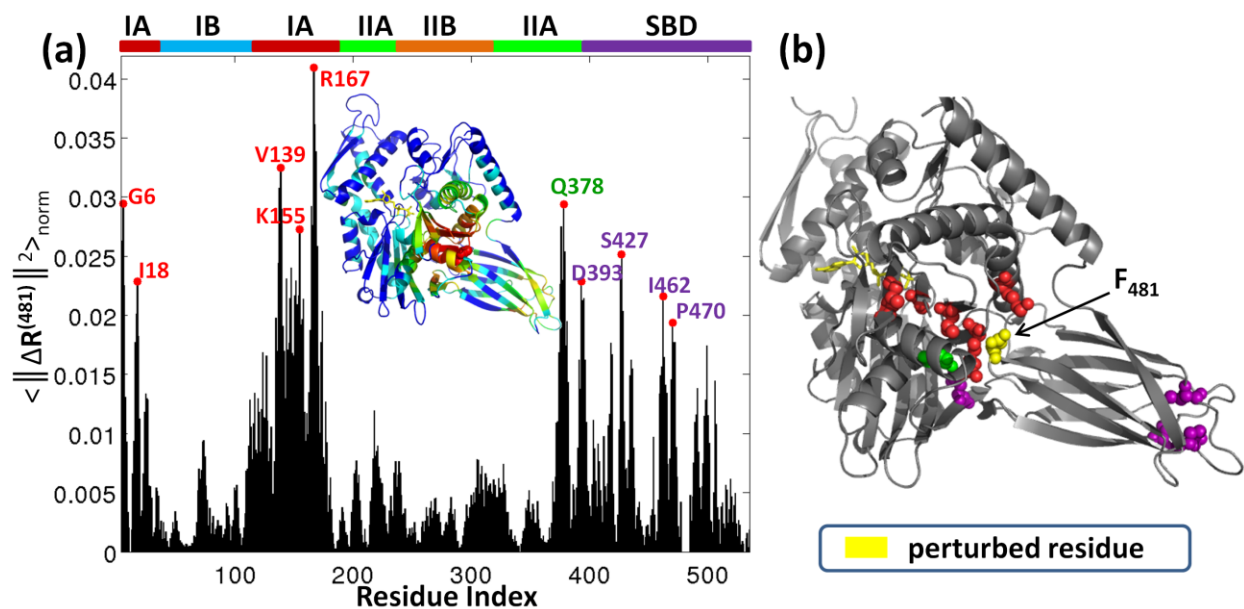 IA IB IA IIA IIB IIA SBD
(a)
(b)
< || ΔR(481) || 2>norm
0.04
0.035
0.03
0.025
0.02
0.015
0.01
0.005
0
R167
V139
G6
K155
I18
Q378
S427
D393
I462
P470
F481
100 200 300 400 500
Residue Index
perturbed residue